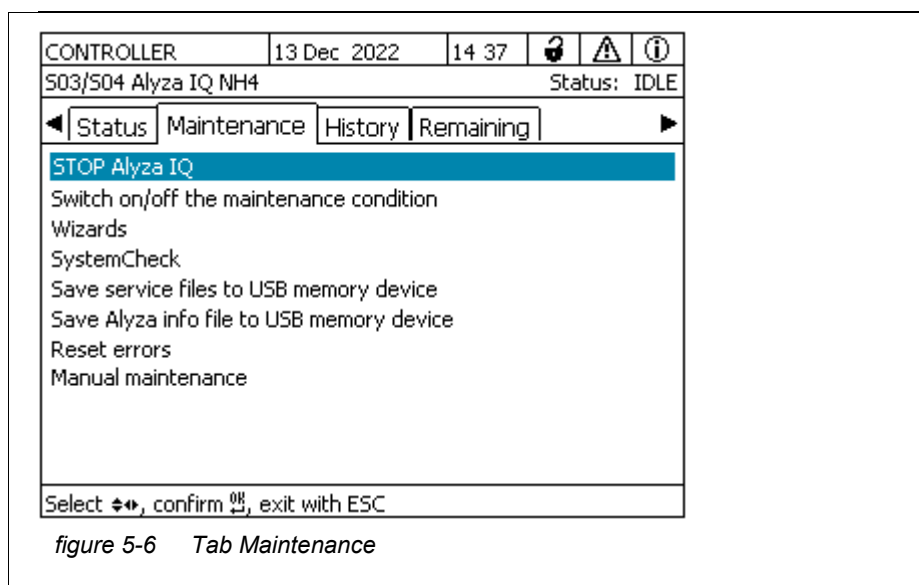 CONTROLLER 13 Dec 2022 14 37
S03/S04 Alyza IQ NH4 Status: IDLE
Status Maintenance History Remaining
STOP Alyza IQ
Switch on/off the maintenance condition
Wizards
SystemCheck
Save service files to USB memory device
Save Alyza info file to USB memory device
Reset errors
Manual maintenance
Select , confirm OK, exit with ESC
figure 5-6 Tab Maintenance